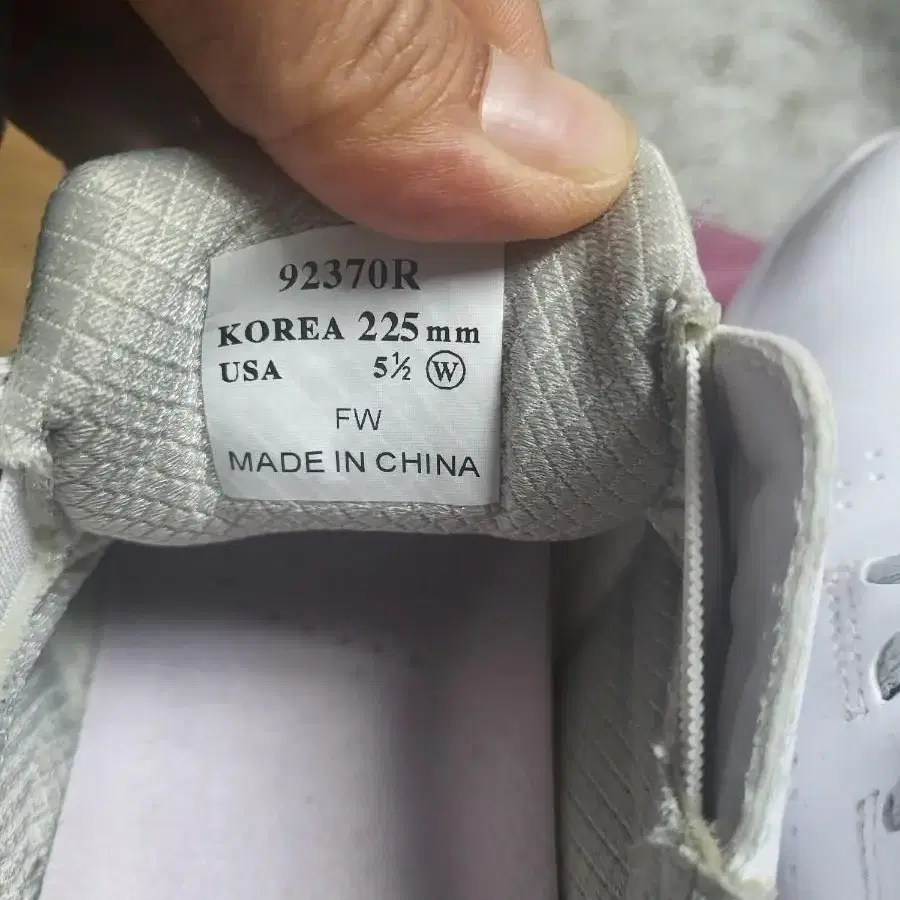 92370R
KOREA 225 mm
USA 5½ Ⓦ
FW
MADE IN CHINA